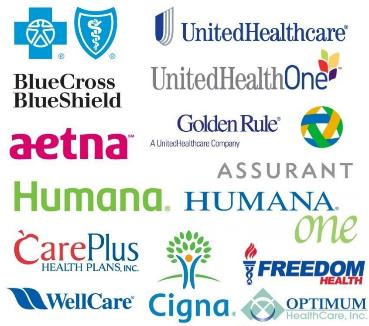 UnitedHealthcare®
BlueCross
BlueShield
UnitedHealthOne
Golden Rule®
A UnitedHealthcare Company
aetna™
ASSURANT
Humana®
HUMANA®
one
CarePlus
HEALTH PLANS, INC.
Cigna®
FREEDOM
HEALTH
WellCare®
OPTIMUM
HealthCare, Inc.